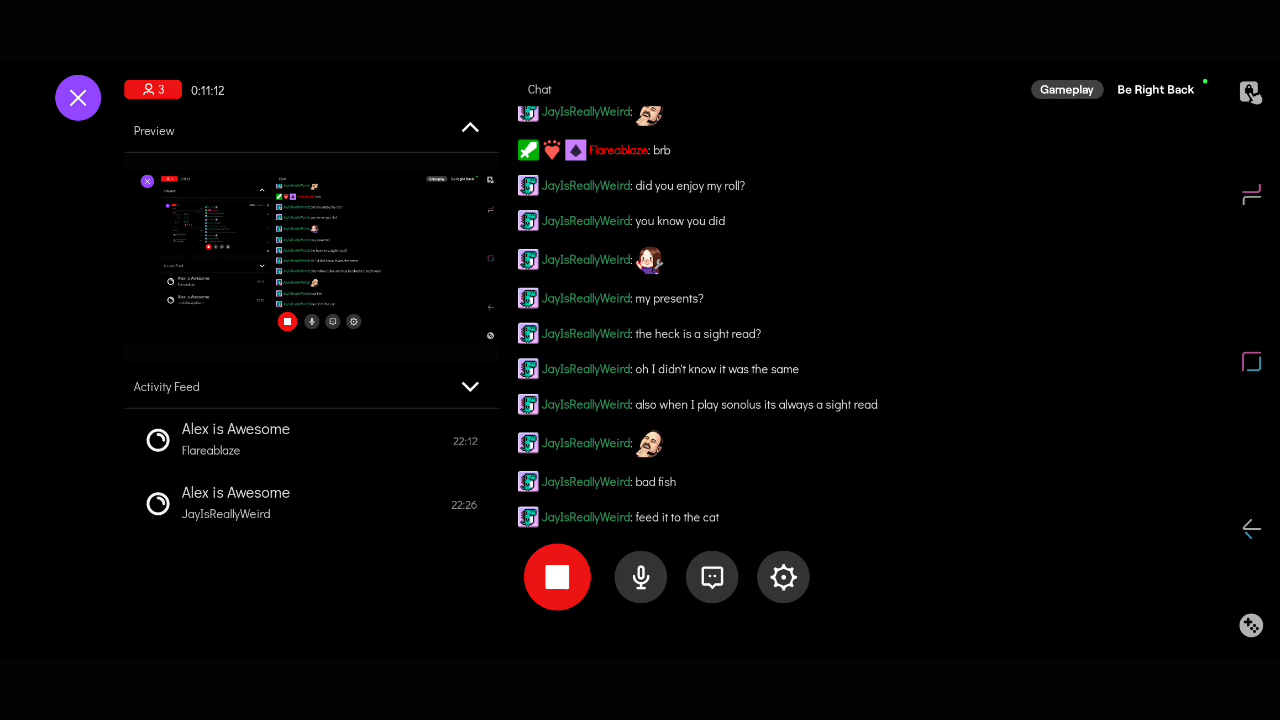 3
0:11:12
Preview
Activity Feed
Alex is Awesome
Flareablaze
22:12
Alex is Awesome
JayIsReallyWeird
22:26
Chat
Gameplay
Be Right Back
JayIsReallyWeird:
Flareablaze: brb
JayIsReallyWeird: did you enjoy my roll?
JayIsReallyWeird: you know you did
JayIsReallyWeird:
JayIsReallyWeird: my presents?
JayIsReallyWeird: the heck is a sight read?
JayIsReallyWeird: oh I didn't know it was the same
JayIsReallyWeird: also when I play sonolus its always a sight read
JayIsReallyWeird:
JayIsReallyWeird: bad fish
JayIsReallyWeird: feed it to the cat